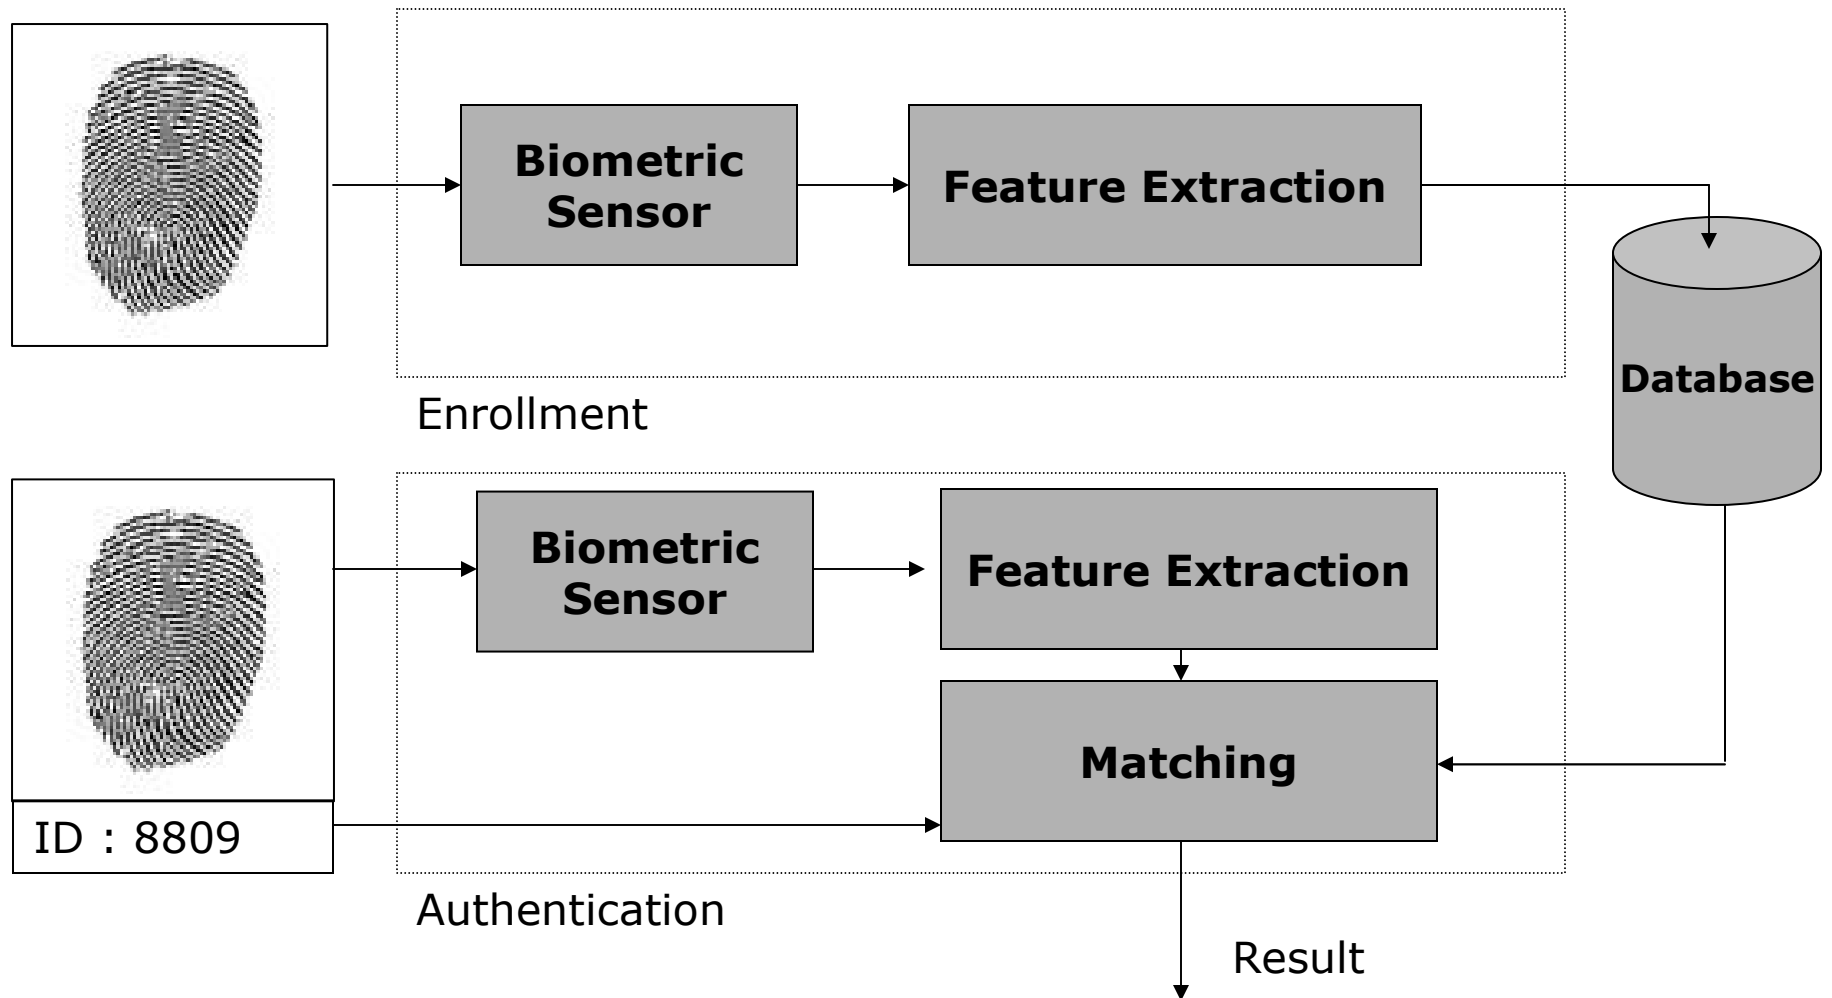 Biometric
Sensor
Feature Extraction
Database
Enrollment
Biometric
Sensor
Feature Extraction
Matching
ID : 8809
Authentication
Result